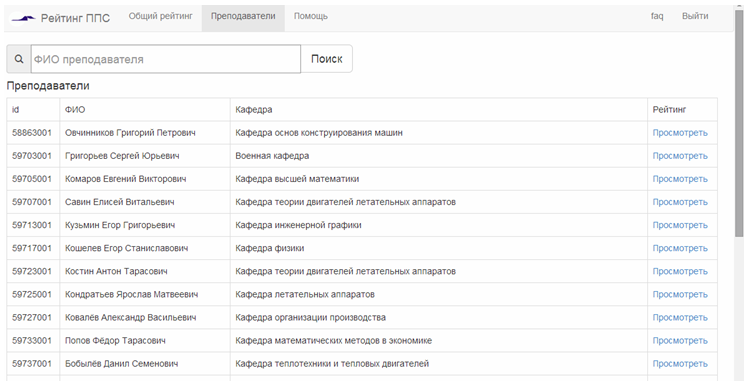 Рейтинг ППС Общий рейтинг Преподаватели Помощь faq Выйти
ФИО преподавателя Поиск
Преподаватели
id ФИО Кафедра Рейтинг
58863001 Овчинников Григорий Петрович Кафедра основ конструирования машин Просмотреть
59703001 Григорьев Сергей Юрьевич Военная кафедра Просмотреть
59705001 Комаров Евгений Викторович Кафедра высшей математики Просмотреть
59707001 Савин Елисей Витальевич Кафедра теории двигателей летательных аппаратов Просмотреть
59713001 Кузьмин Егор Григорьевич Кафедра инженерной графики Просмотреть
59717001 Кошелев Егор Станиславович Кафедра физики Просмотреть
59723001 Костин Антон Тарасович Кафедра теории двигателей летательных аппаратов Просмотреть
59725001 Кондратьев Ярослав Матвеевич Кафедра летательных аппаратов Просмотреть
59727001 Ковалёв Александр Васильевич Кафедра организации производства Просмотреть
59733001 Попов Фёдор Тарасович Кафедра математических методов в экономике Просмотреть
59737001 Бобылёв Данил Семенович Кафедра теплотехники и тепловых двигателей Просмотреть